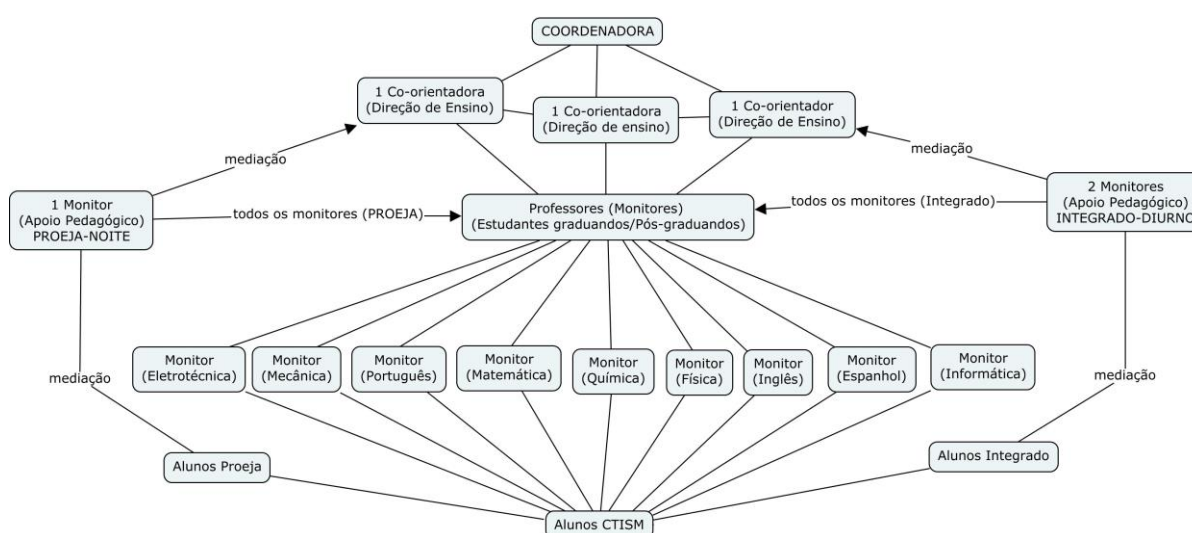 COORDENADORA
1 Co-orientadora
(Direção de Ensino)
1 Co-orientadora
(Direção de ensino)
1 Co-orientador
(Direção de Ensino)
mediação
mediação
1 Monitor
(Apoio Pedagógico)
PROEJA-NOITE
todos os monitores (PROEJA)
Professores (Monitores)
(Estudantes graduandos/Pós-graduandos)
todos os monitores (Integrado)
2 Monitores
(Apoio Pedagógico)
INTEGRADO-DIURNO
Monitor
(Eletrotécnica)
Monitor
(Mecânica)
Monitor
(Português)
Monitor
(Matemática)
Monitor
(Química)
Monitor
(Física)
Monitor
(Inglês)
Monitor
(Espanhol)
Monitor
(Informática)
mediação
mediação
Alunos Proeja
Alunos Integrado
Alunos CTISM